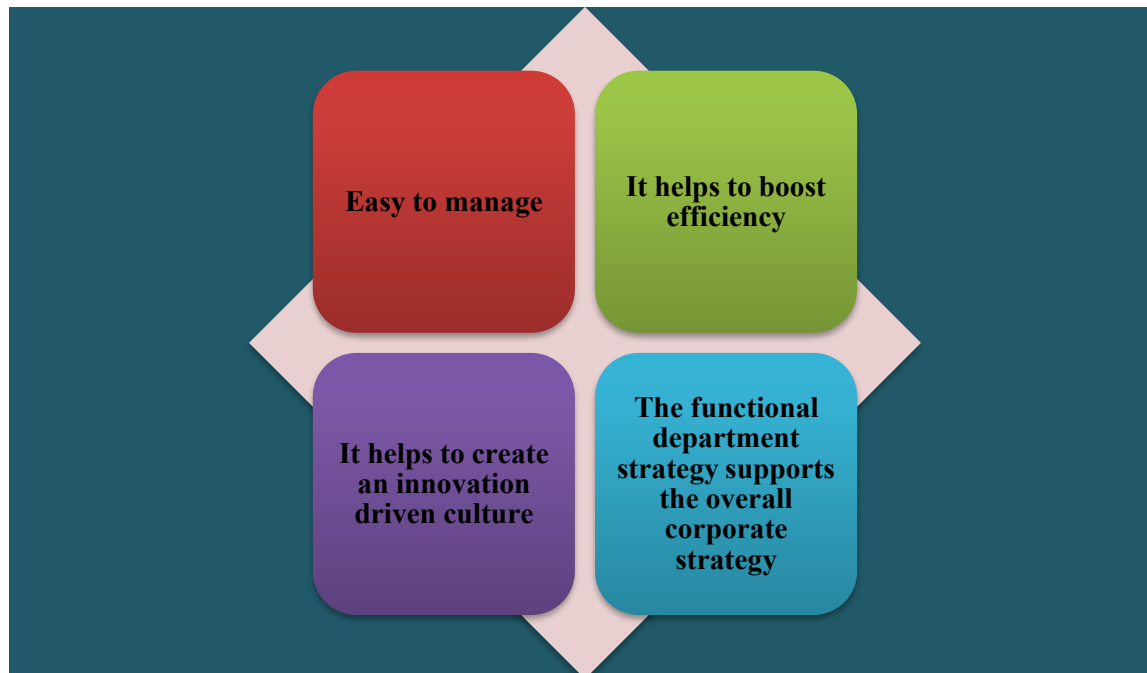 Easy to manage
It helps to boost
efficiency
It helps to create
an innovation
driven culture
The functional
department
strategy supports
the overall
corporate
strategy